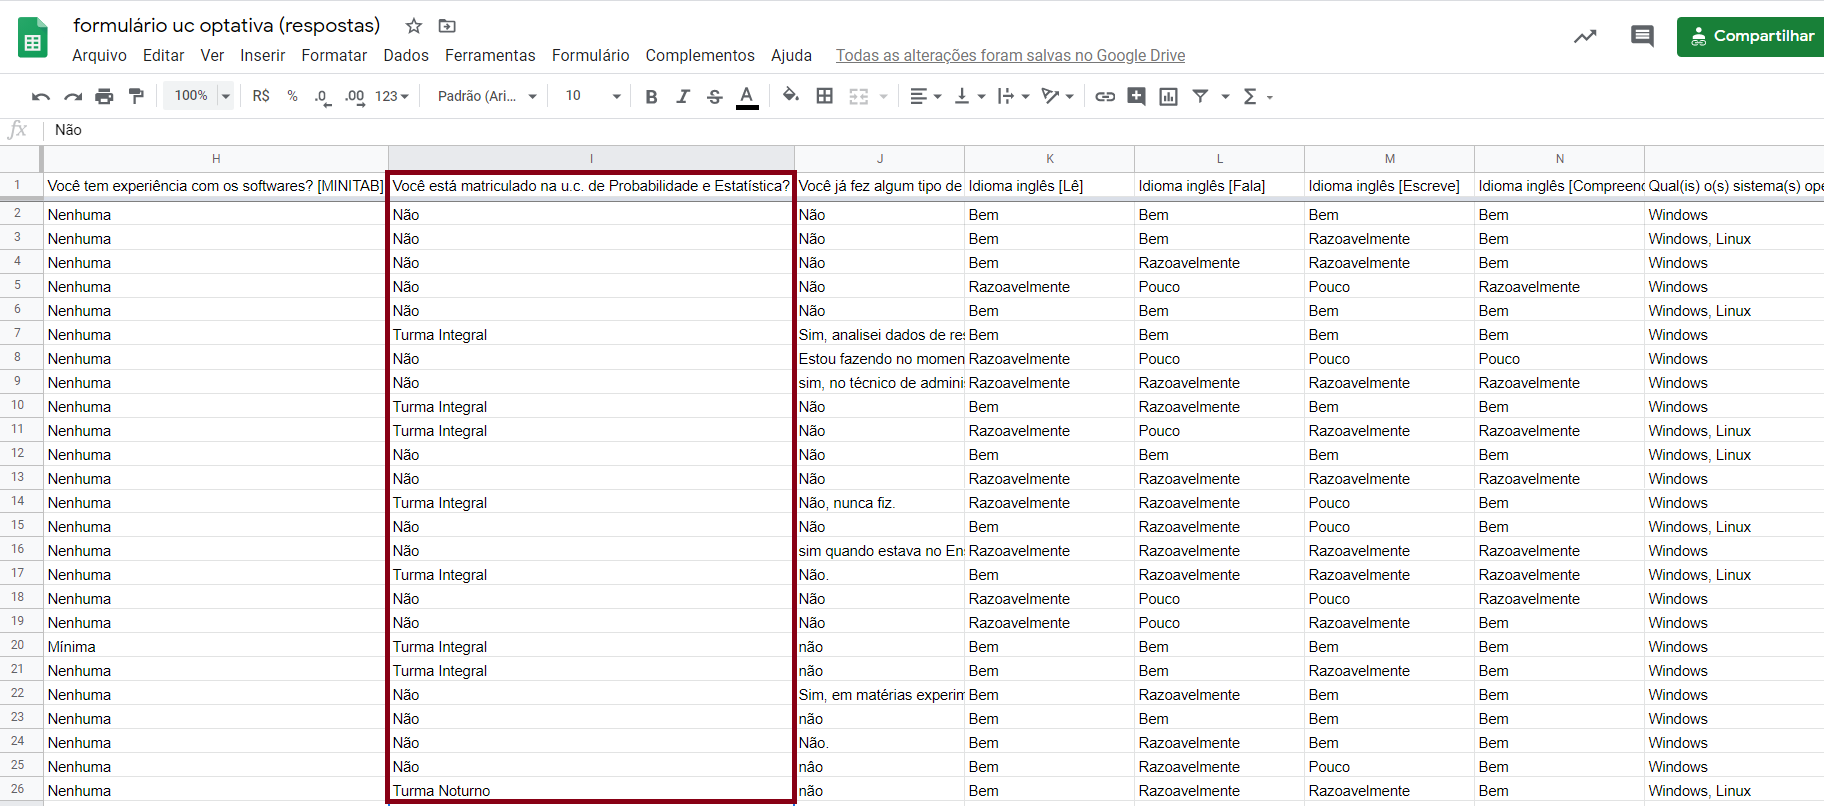 formulário uc optativa (respostas)
Arquivo Editar Ver Inserir Formatar Dados Ferramentas Formulário Complementos Ajuda Todas as alterações foram salvas no Google Drive
Compartilhar
100% R$ % .0 .00 123 Padrão (Ari... 10 B I S A Σ
fx Não
H I J K L M N
1 Você tem experiência com os softwares? [MINITAB] Você está matriculado na u.c. de Probabilidade e Estatística? Você já fez algum tipo de Idioma inglês [Lê] Idioma inglês [Fala] Idioma inglês [Escreve] Idioma inglês [Compreend Qual(is) o(s) sistema(s) ope
2 Nenhuma Não Não Bem Bem Bem Bem Windows
3 Nenhuma Não Não Bem Bem Razoavelmente Bem Windows, Linux
4 Nenhuma Não Não Bem Razoavelmente Razoavelmente Bem Windows
5 Nenhuma Não Não Razoavelmente Pouco Pouco Razoavelmente Windows
6 Nenhuma Não Não Bem Bem Bem Bem Windows, Linux
7 Nenhuma Turma Integral Sim, analisei dados de res Bem Bem Bem Bem Windows
8 Nenhuma Não Estou fazendo no momen Razoavelmente Pouco Pouco Pouco Windows
9 Nenhuma Não sim, no técnico de adminis Razoavelmente Razoavelmente Razoavelmente Razoavelmente Windows
10 Nenhuma Turma Integral Não Bem Razoavelmente Bem Bem Windows
11 Nenhuma Turma Integral Não Razoavelmente Pouco Razoavelmente Razoavelmente Windows, Linux
12 Nenhuma Não Não Bem Bem Bem Bem Windows, Linux
13 Nenhuma Não Não Razoavelmente Razoavelmente Razoavelmente Razoavelmente Windows
14 Nenhuma Turma Integral Não, nunca fiz. Razoavelmente Razoavelmente Pouco Bem Windows
15 Nenhuma Não Não Bem Razoavelmente Pouco Bem Windows, Linux
16 Nenhuma Não sim quando estava no Ens Razoavelmente Razoavelmente Razoavelmente Razoavelmente Windows
17 Nenhuma Turma Integral Não. Bem Razoavelmente Razoavelmente Razoavelmente Windows, Linux
18 Nenhuma Não Não Razoavelmente Pouco Pouco Razoavelmente Windows
19 Nenhuma Não Não Razoavelmente Pouco Razoavelmente Bem Windows
20 Mínima Turma Integral não Bem Bem Bem Bem Windows
21 Nenhuma Turma Integral não Bem Bem Razoavelmente Bem Windows
22 Nenhuma Não Sim, em matérias experim Bem Razoavelmente Bem Bem Windows
23 Nenhuma Não não Bem Bem Bem Bem Windows
24 Nenhuma Não Não. Bem Razoavelmente Bem Bem Windows
25 Nenhuma Não nâo Bem Razoavelmente Pouco Bem Windows
26 Nenhuma Turma Noturno não Bem Razoavelmente Razoavelmente Bem Windows, Linux